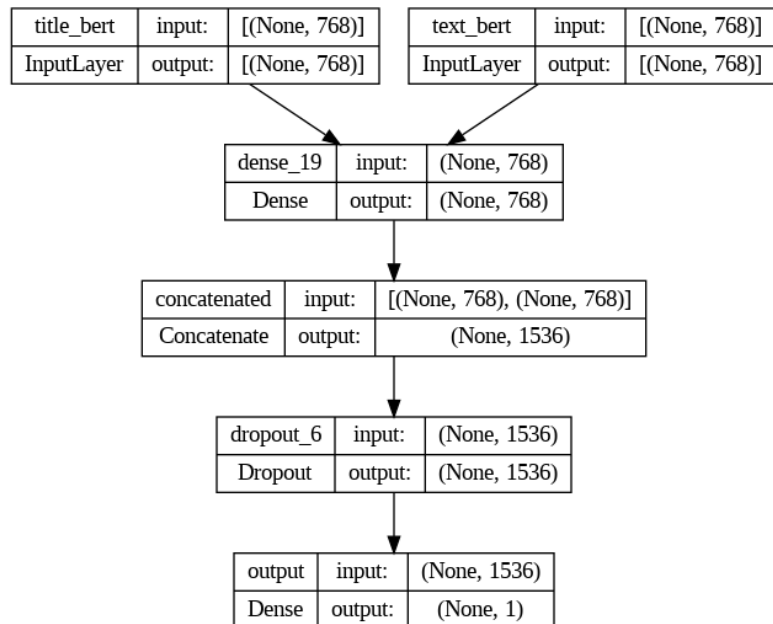 title_bert input: [(None, 768)]
InputLayer output: [(None, 768)]
text_bert input: [(None, 768)]
InputLayer output: [(None, 768)]
dense_19 input: (None, 768)
Dense output: (None, 768)
concatenated input: [(None, 768), (None, 768)]
Concatenate output: (None, 1536)
dropout_6 input: (None, 1536)
Dropout output: (None, 1536)
output input: (None, 1536)
Dense output: (None, 1)